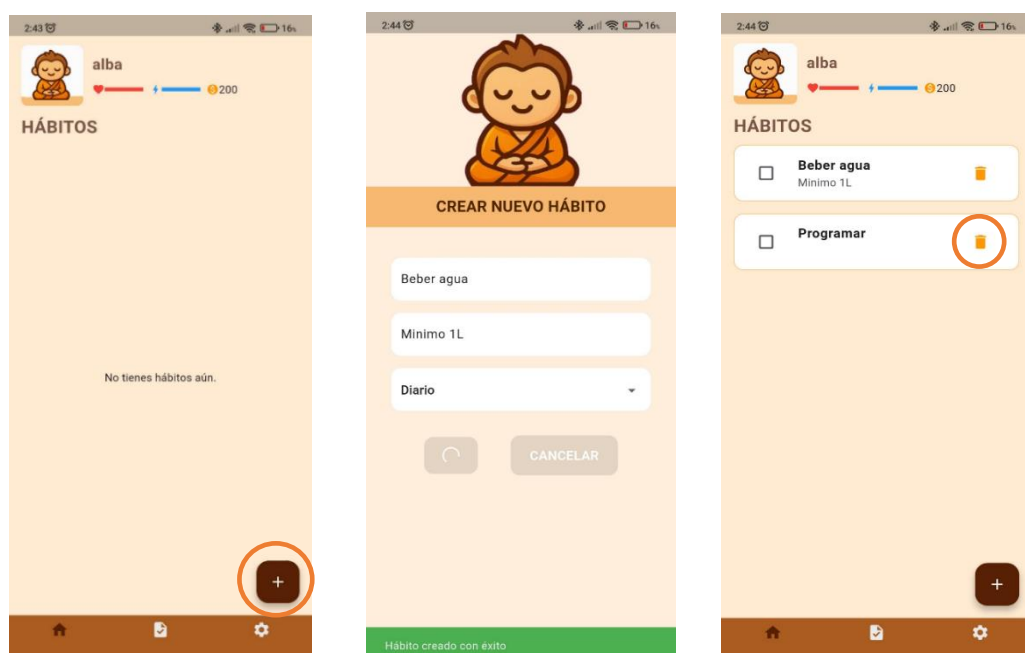 2:43
16%
alba
200
HÁBITOS
No tienes hábitos aún.
+
2:44
16%
CREAR NUEVO HÁBITO
Beber agua
Minimo 1L
Diario
CANCELAR
Hábito creado con éxito
2:44
16%
alba
200
HÁBITOS
Beber agua
Minimo 1L
Programar
+